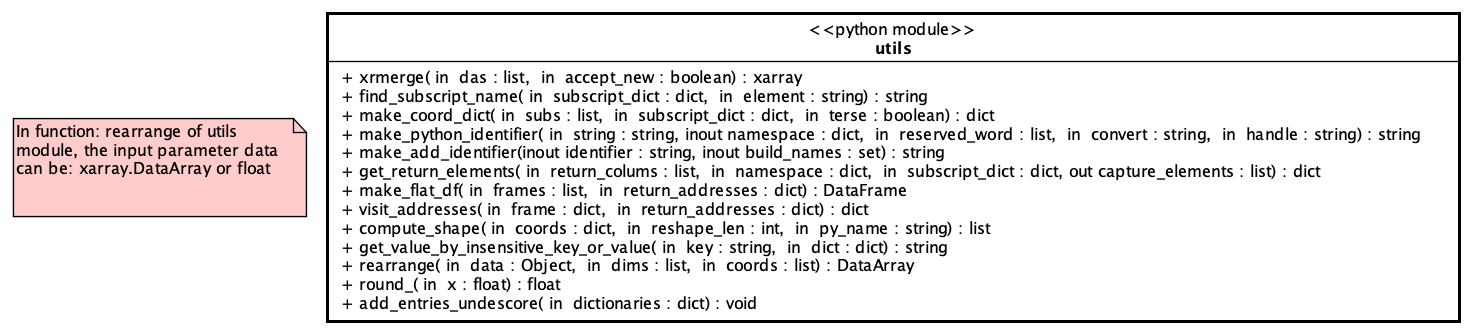 In function: rearrange of utils
module, the input parameter data
can be: xarray.DataArray or float
<<python module>>
utils
+ xrmerge( in das : list, in accept_new : boolean) : xarray
+ find_subscript_name( in subscript_dict : dict, in element : string) : string
+ make_coord_dict( in subs : list, in subscript_dict : dict, in terse : boolean) : dict
+ make_python_identifier( in string : string, inout namespace : dict, in reserved_word : list, in convert : string, in handle : string) : string
+ make_add_identifier(inout identifier : string, inout build_names : set) : string
+ get_return_elements( in return_colums : list, in namespace : dict, in subscript_dict : dict, out capture_elements : list) : dict
+ make_flat_df( in frames : list, in return_addresses : dict) : DataFrame
+ visit_addresses( in frame : dict, in return_addresses : dict) : dict
+ compute_shape( in coords : dict, in reshape_len : int, in py_name : string) : list
+ get_value_by_insensitive_key_or_value( in key : string, in dict : dict) : string
+ rearrange( in data : Object, in dims : list, in coords : list) : DataArray
+ round_( in x : float) : float
+ add_entries_undescore( in dictionaries : dict) : void